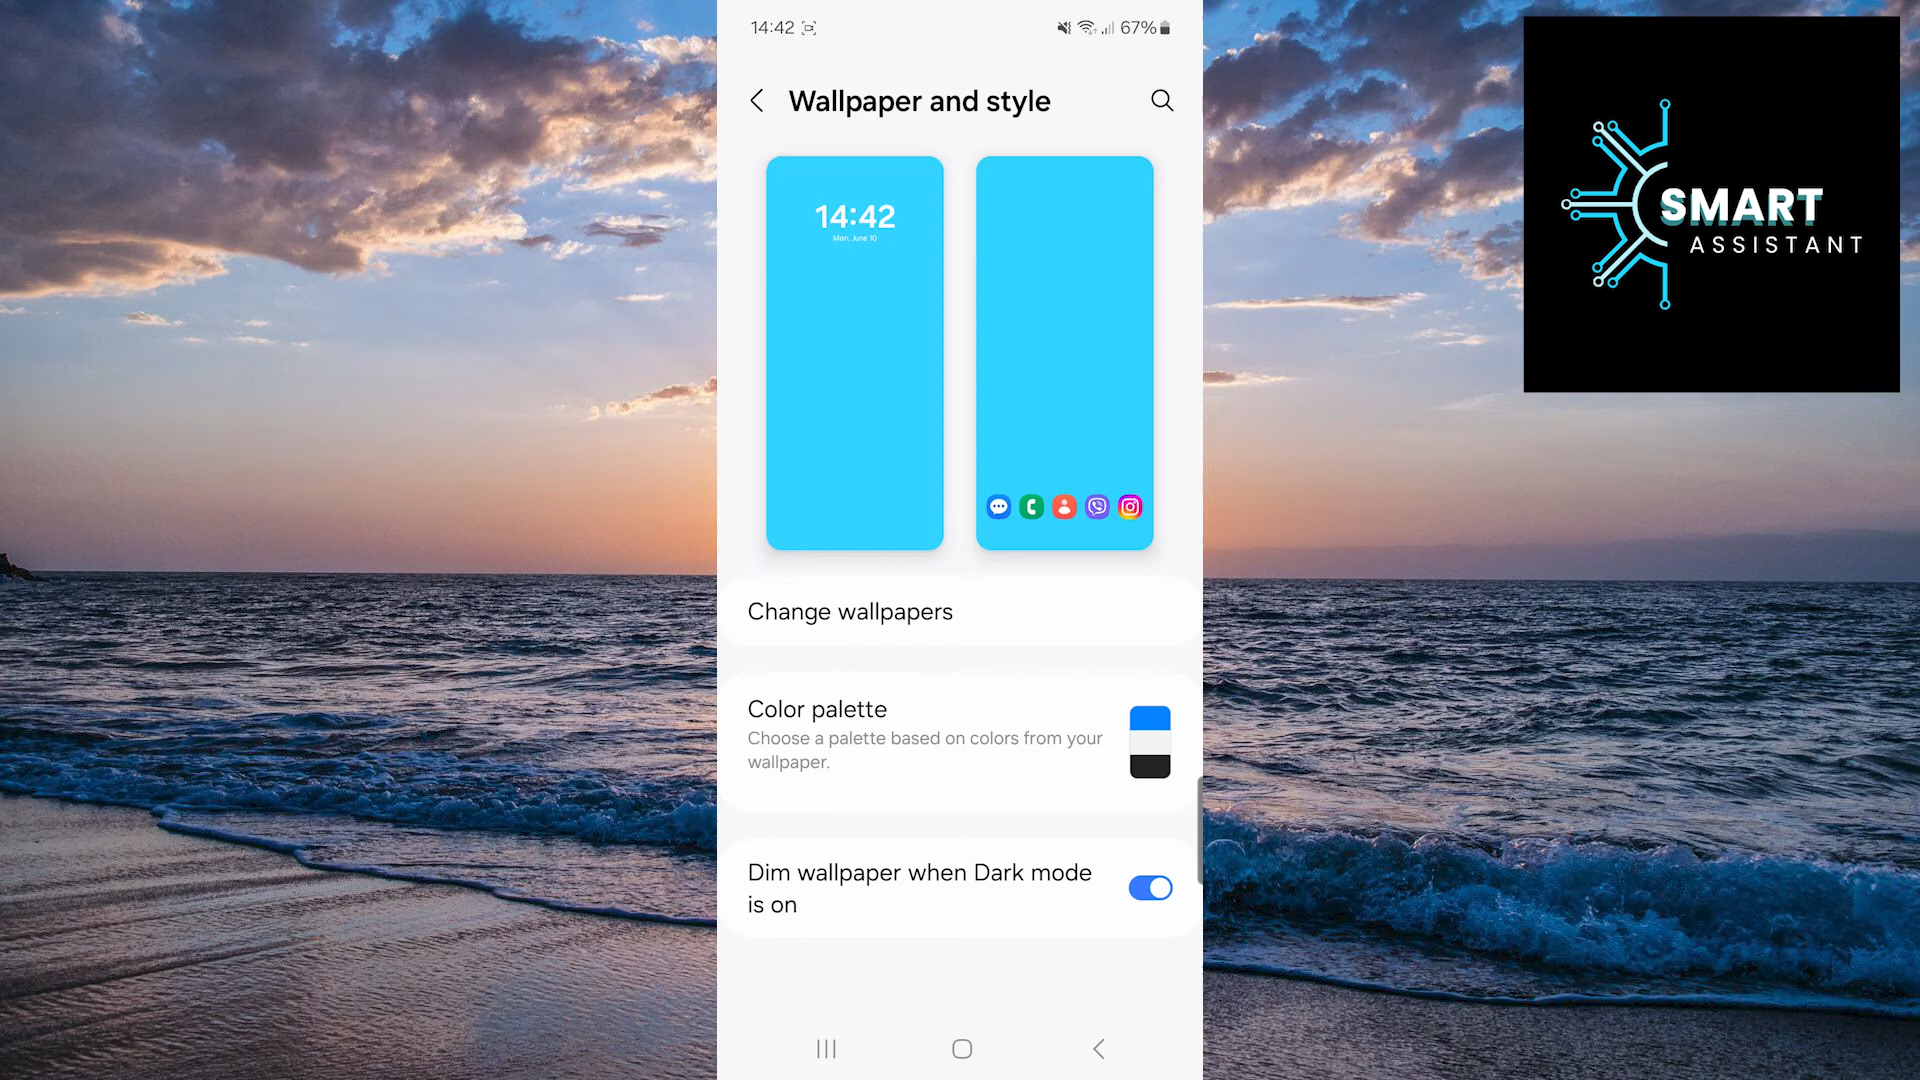 14:42
67%
Wallpaper and style
14:42
Mon, June 10
Change wallpapers
Color palette
Choose a palette based on colors from your
wallpaper.
Dim wallpaper when Dark mode
is on
SMART
ASSISTANT